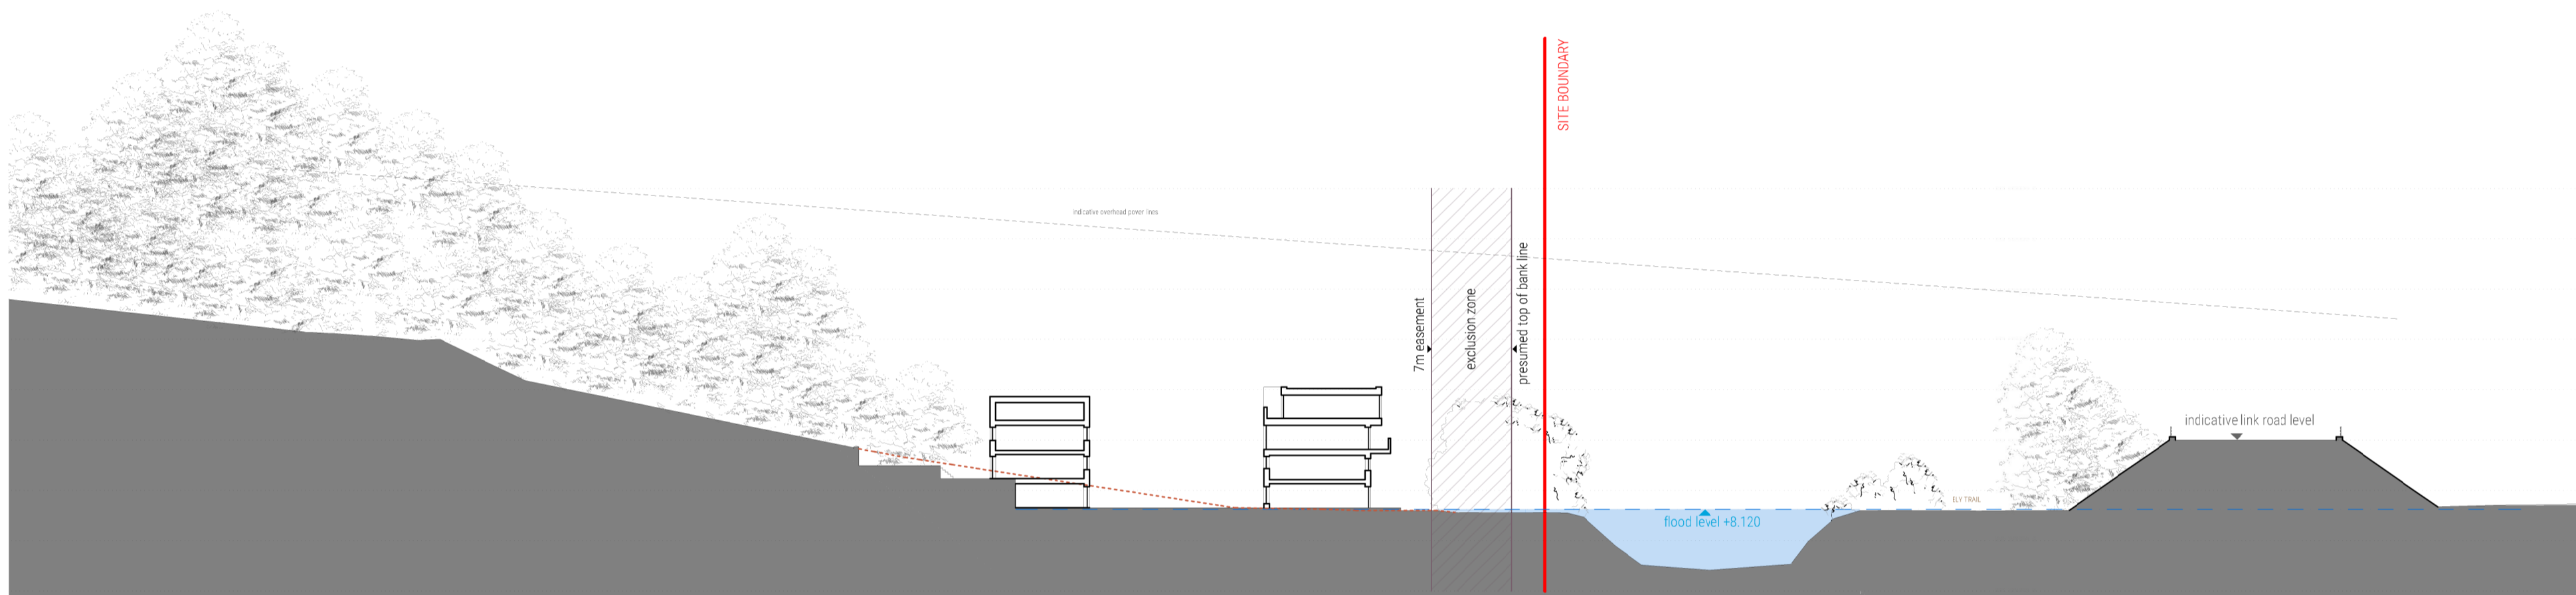 SITE BOUNDARY
indicative overhead power lines
7m easement
exclusion zone
presumed top of bank line
indicative link road level
ELY TRAIL
flood level +8.120